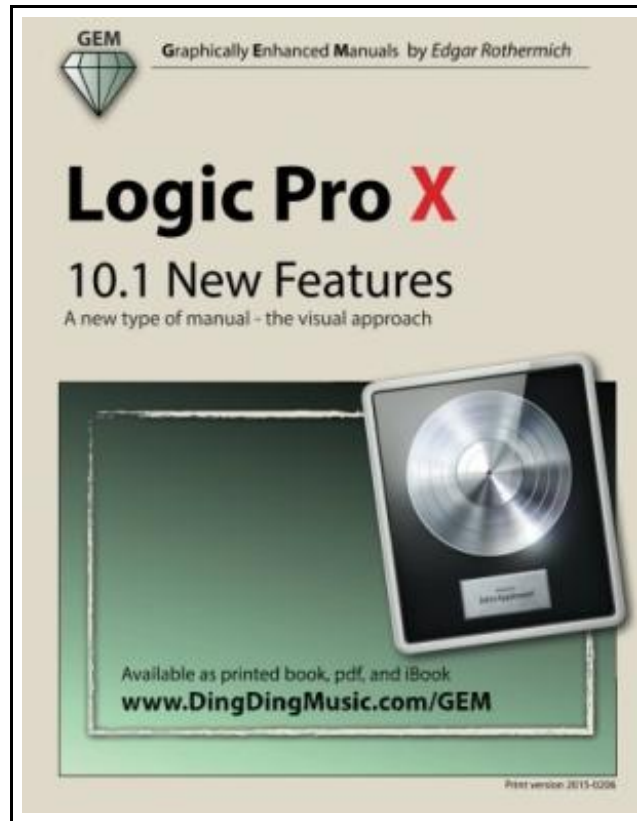 GEM
Graphically Enhanced Manuals by Edgar Rothermich
Logic Pro X
10.1 New Features
A new type of manual - the visual approach
Available as printed book, pdf, and iBook
www.DingDingMusic.com/GEM
Print version 2015-0206